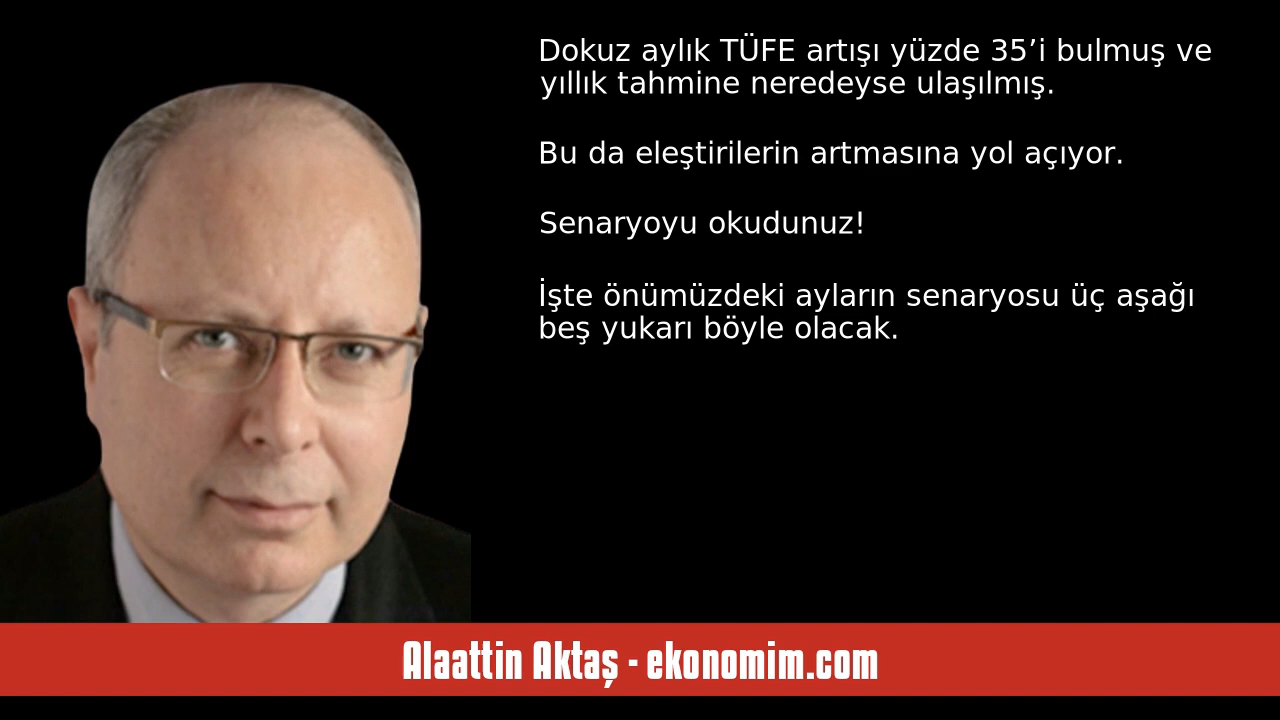 Dokuz aylık TÜFE artışı yüzde 35’i bulmuş ve
yıllık tahmine neredeyse ulaşılmış.
Bu da eleştirilerin artmasına yol açıyor.
Senaryoyu okudunuz!
İşte önümüzdeki ayların senaryosu üç aşağı
beş yukarı böyle olacak.
Alaattin Aktaş - ekonomim.com